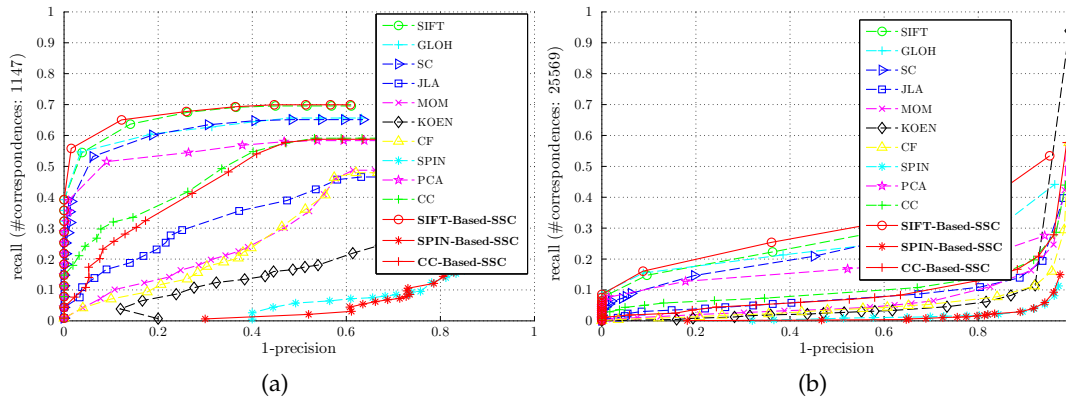 1
0.9
0.8
0.7
0.6
0.5
0.4
0.3
0.2
0.1
0
recall (#correspondences: 1147)
SIFT
GLOH
SC
JLA
MOM
KOEN
CF
SPIN
PCA
CC
SIFT-Based-SSC
SPIN-Based-SSC
CC-Based-SSC
0 0.2 0.4 0.6 0.8 1
1-precision
(a)
1
0.9
0.8
0.7
0.6
0.5
0.4
0.3
0.2
0.1
0
recall (#correspondences: 25569)
SIFT
GLOH
SC
JLA
MOM
KOEN
CF
SPIN
PCA
CC
SIFT-Based-SSC
SPIN-Based-SSC
CC-Based-SSC
0 0.2 0.4 0.6 0.8 1
1-precision
(b)